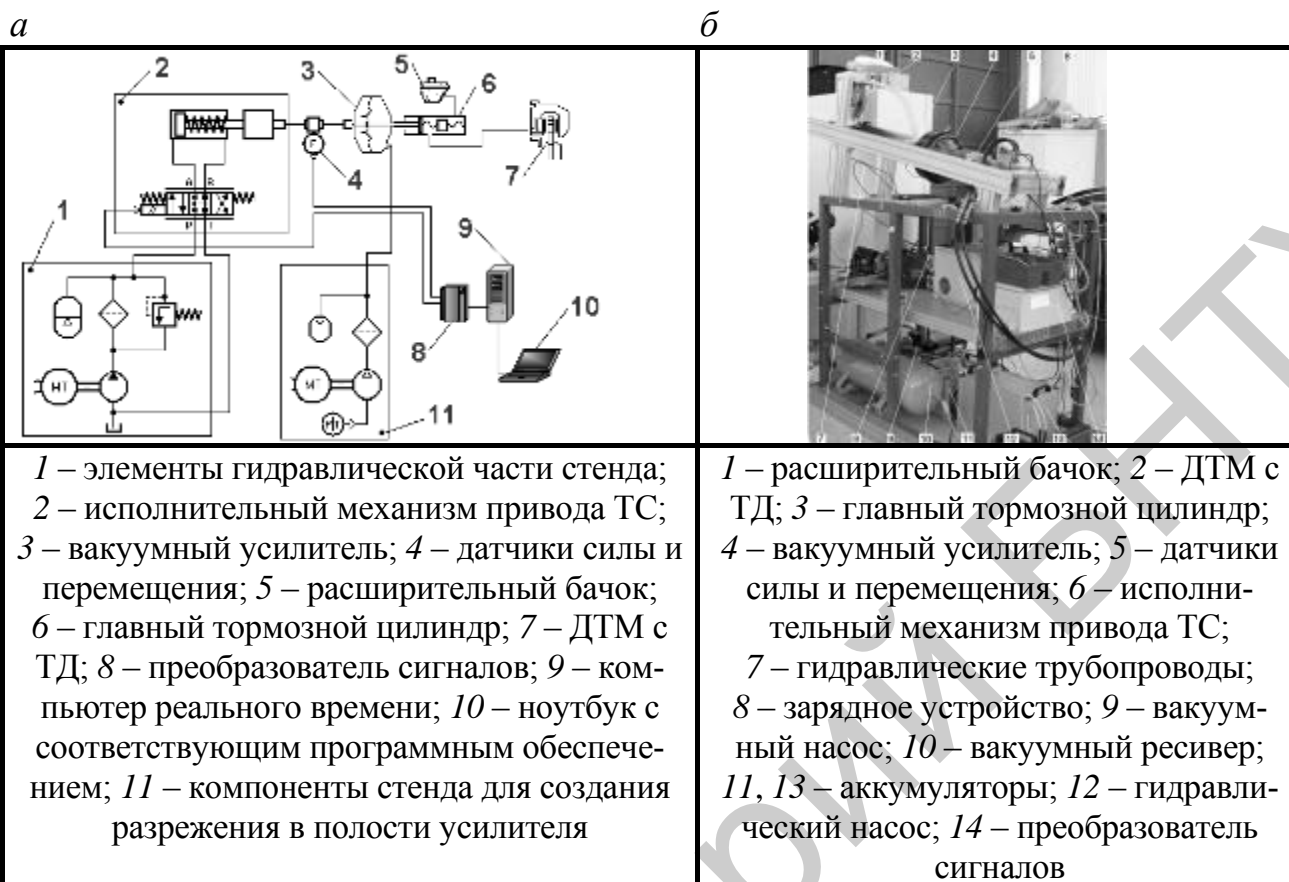 а
б
2
3
5
6
7
4
1
9
8
10
11
1 – элементы гидравлической части стенда;
2 – исполнительный механизм привода ТС;
3 – вакуумный усилитель; 4 – датчики силы и
перемещения; 5 – расширительный бачок;
6 – главный тормозной цилиндр; 7 – ДТМ с
ТД; 8 – преобразователь сигналов; 9 – ком-
пьютер реального времени; 10 – ноутбук с
соответствующим программным обеспече-
нием; 11 – компоненты стенда для создания
разрежения в полости усилителя
1 – расширительный бачок; 2 – ДТМ с
ТД; 3 – главный тормозной цилиндр;
4 – вакуумный усилитель; 5 – датчики
силы и перемещения; 6 – исполни-
тельный механизм привода ТС;
7 – гидравлические трубопроводы;
8 – зарядное устройство; 9 – вакуум-
ный насос; 10 – вакуумный ресивер;
11, 13 – аккумуляторы; 12 – гидравли-
ческий насос; 14 – преобразователь
сигналов